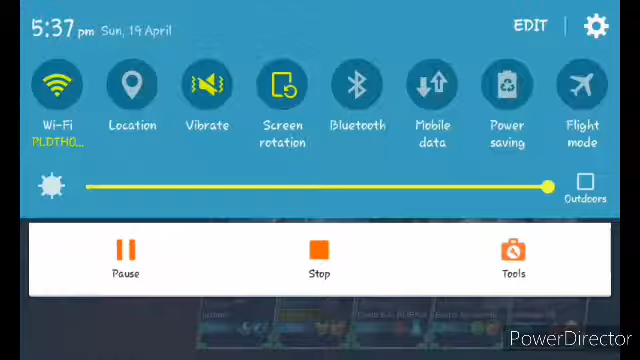 5:37 pm Sun, 19 April
EDIT
Wi-Fi
PLDTHO...
Location
Vibrate
Screen
rotation
Bluetooth
Mobile
data
Power
saving
Flight
mode
Outdoors
Pause
Stop
Tools
PowerDirector